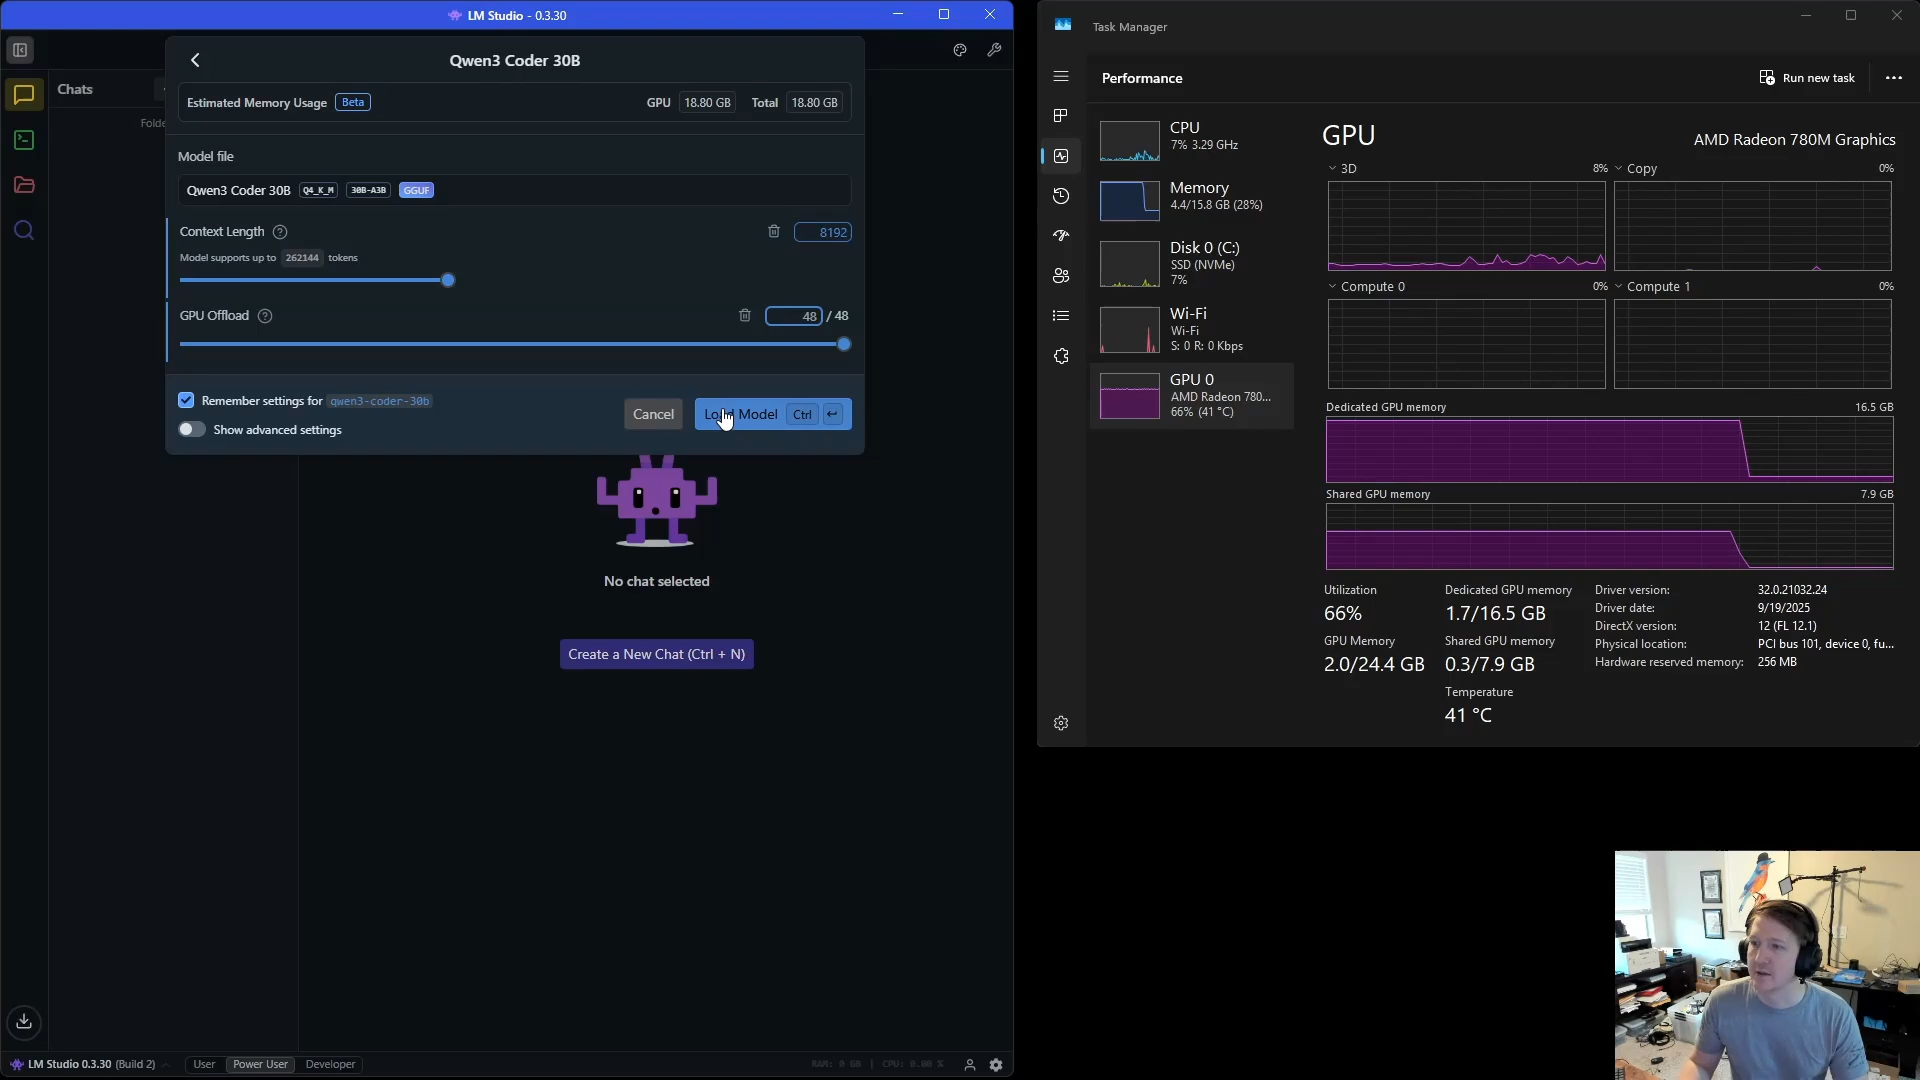 LM Studio - 0.3.30
Chats
Folde
Qwen3 Coder 30B
Estimated Memory Usage Beta GPU 18.80 GB Total 18.80 GB
Model file
Qwen3 Coder 30B Q4_K_M 30B-A3B GGUF
Context Length ? 8192
Model supports up to 262144 tokens
GPU Offload ? 48 / 48
Remember settings for qwen3-coder-30b
Show advanced settings
Cancel
Load Model Ctrl
No chat selected
Create a New Chat (Ctrl + N)
LM Studio 0.3.30 (Build 2) User Power User Developer RAM: 0 GB | CPU: 0.00 %
Task Manager
Performance
Run new task
CPU
7% 3.29 GHz
Memory
4.4/15.8 GB (28%)
Disk 0 (C:)
SSD (NVMe)
7%
Wi-Fi
Wi-Fi
S: 0 R: 0 Kbps
GPU 0
AMD Radeon 780...
66% (41 °C)
GPU
AMD Radeon 780M Graphics
3D 8% Copy 0%
Compute 0 0% Compute 1 0%
Dedicated GPU memory 16.5 GB
Shared GPU memory 7.9 GB
Utilization
66%
GPU Memory
2.0/24.4 GB
Dedicated GPU memory
1.7/16.5 GB
Shared GPU memory
0.3/7.9 GB
Temperature
41 °C
Driver version: 32.0.21032.24
Driver date: 9/19/2025
DirectX version: 12 (FL 12.1)
Physical location: PCI bus 101, device 0, fu...
Hardware reserved memory: 256 MB